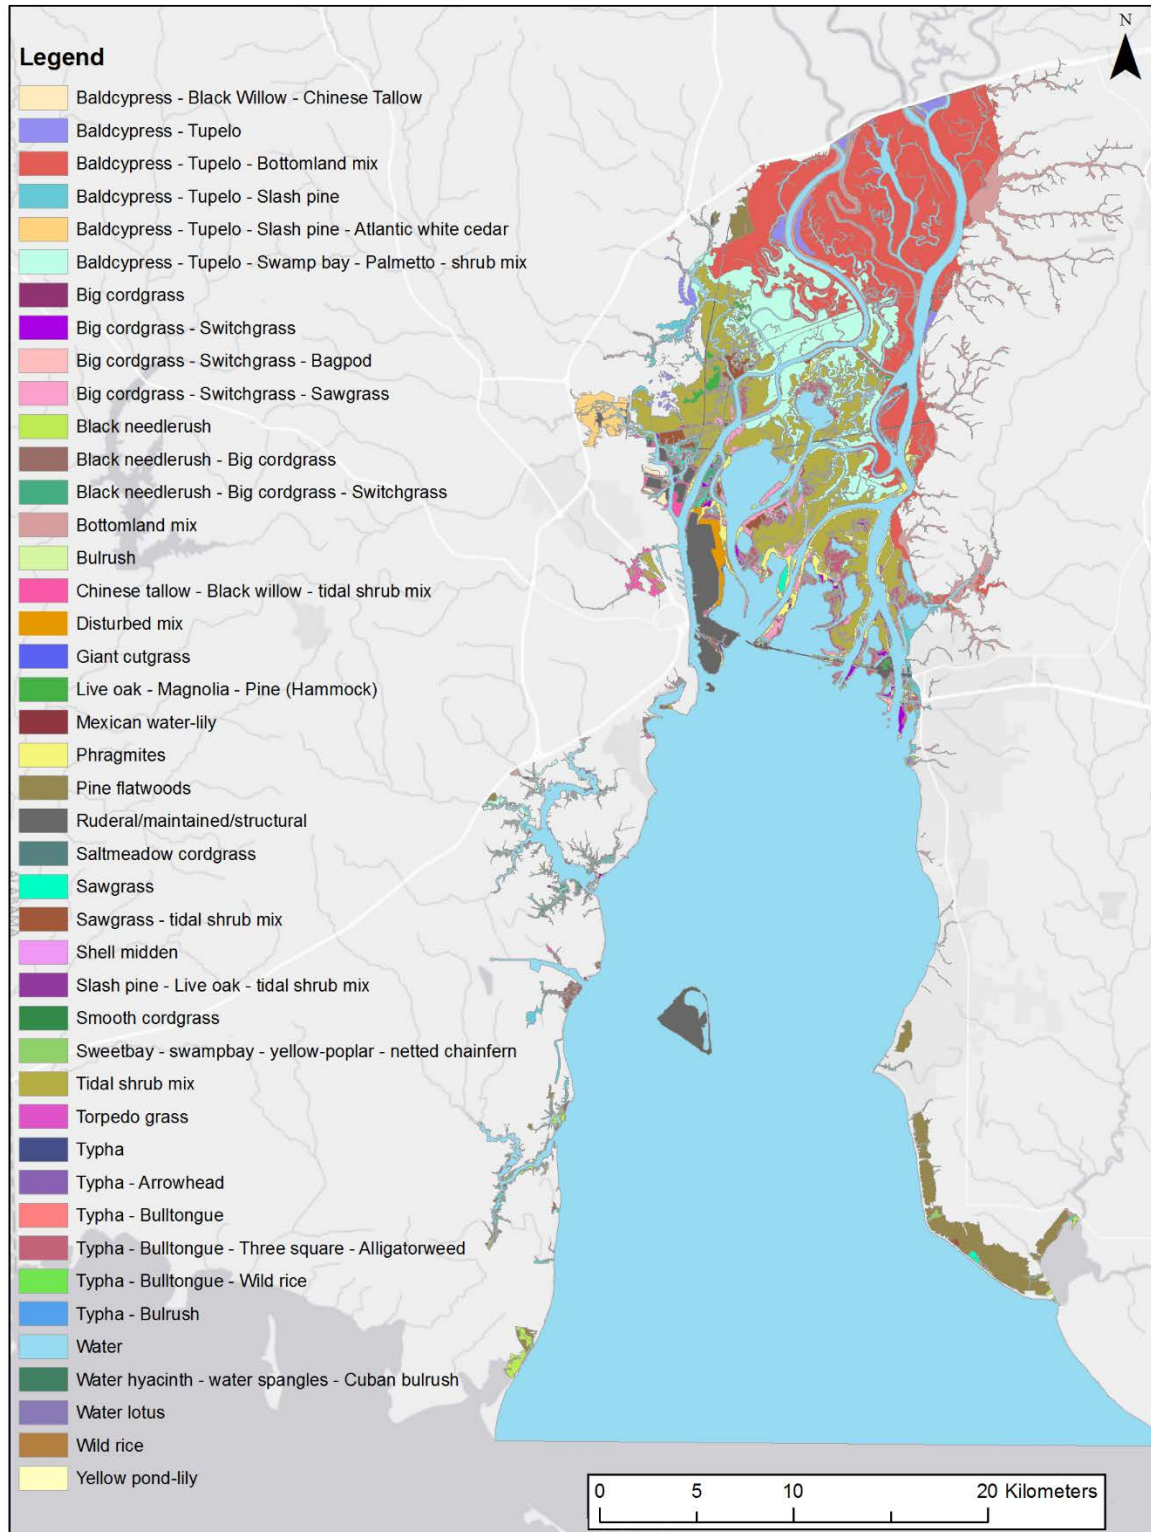 N
Legend
Baldcypress - Black Willow - Chinese Tallow
Baldcypress - Tupelo
Baldcypress - Tupelo - Bottomland mix
Baldcypress - Tupelo - Slash pine
Baldcypress - Tupelo - Slash pine - Atlantic white cedar
Baldcypress - Tupelo - Swamp bay - Palmetto - shrub mix
Big cordgrass
Big cordgrass - Switchgrass
Big cordgrass - Switchgrass - Bagpod
Big cordgrass - Switchgrass - Sawgrass
Black needlerush
Black needlerush - Big cordgrass
Black needlerush - Big cordgrass - Switchgrass
Bottomland mix
Bulrush
Chinese tallow - Black willow - tidal shrub mix
Disturbed mix
Giant cutgrass
Live oak - Magnolia - Pine (Hammock)
Mexican water-lily
Phragmites
Pine flatwoods
Ruderal/maintained/structural
Saltmeadow cordgrass
Sawgrass
Sawgrass - tidal shrub mix
Shell midden
Slash pine - Live oak - tidal shrub mix
Smooth cordgrass
Sweetbay - swampbay - yellow-poplar - netted chainfern
Tidal shrub mix
Torpedo grass
Typha
Typha - Arrowhead
Typha - Bulltongue
Typha - Bulltongue - Three square - Alligatorweed
Typha - Bulltongue - Wild rice
Typha - Bulrush
Water
Water hyacinth - water spangles - Cuban bulrush
Water lotus
Wild rice
Yellow pond-lily
ALABAMA
0 5 10 20 Kilometers